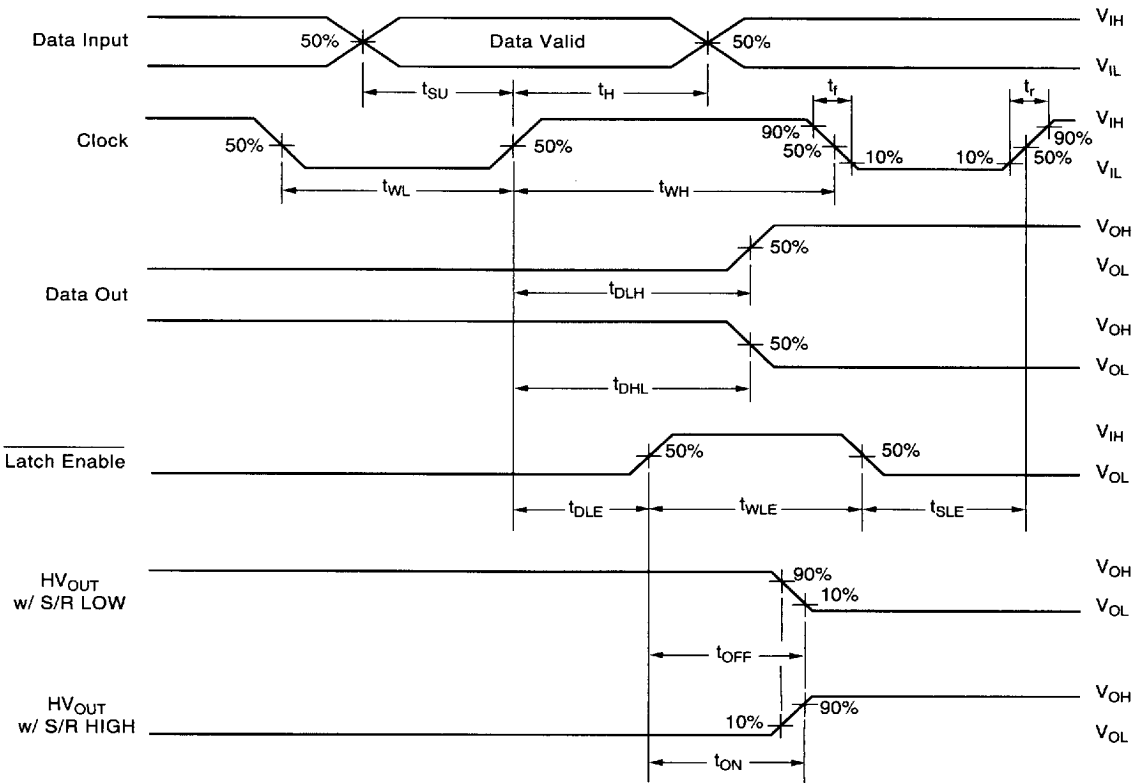 V_IH
Data Input 50% Data Valid 50%
V_IL
t_SU t_H t_f t_r
V_IH
90% 90%
Clock 50% 50% 50% 10% 10% 50%
V_IL
t_WL t_WH
V_OH
50%
V_OL
Data Out
t_DLH
V_OH
50%
V_OL
t_DHL
V_IH
Latch Enable 50% 50%
V_OL
t_DLE t_WLE t_SLE
HV_OUT 90% V_OH
w/ S/R LOW 10% V_OL
t_OFF
HV_OUT V_OH
90%
w/ S/R HIGH 10% V_OL
t_ON